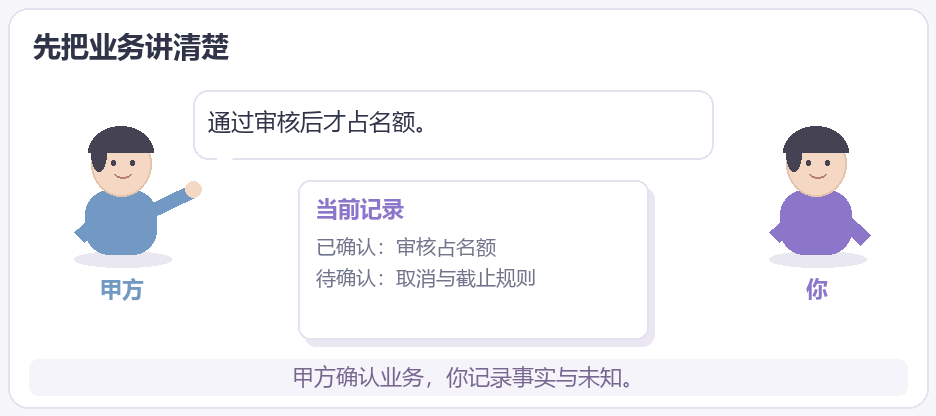 先把业务讲清楚
通过审核后才占名额。
当前记录
已确认：审核占名额
待确认：取消与截止规则
甲方
你
甲方确认业务，你记录事实与未知。